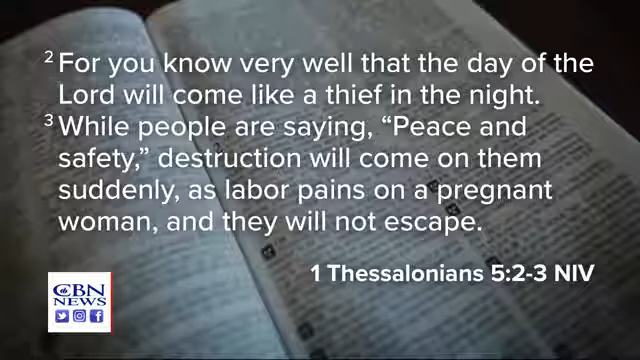 2 For you know very well that the day of the
Lord will come like a thief in the night.
3 While people are saying, “Peace and
safety,” destruction will come on them
suddenly, as labor pains on a pregnant
woman, and they will not escape.
1 Thessalonians 5:2-3 NIV
CBN
NEWS